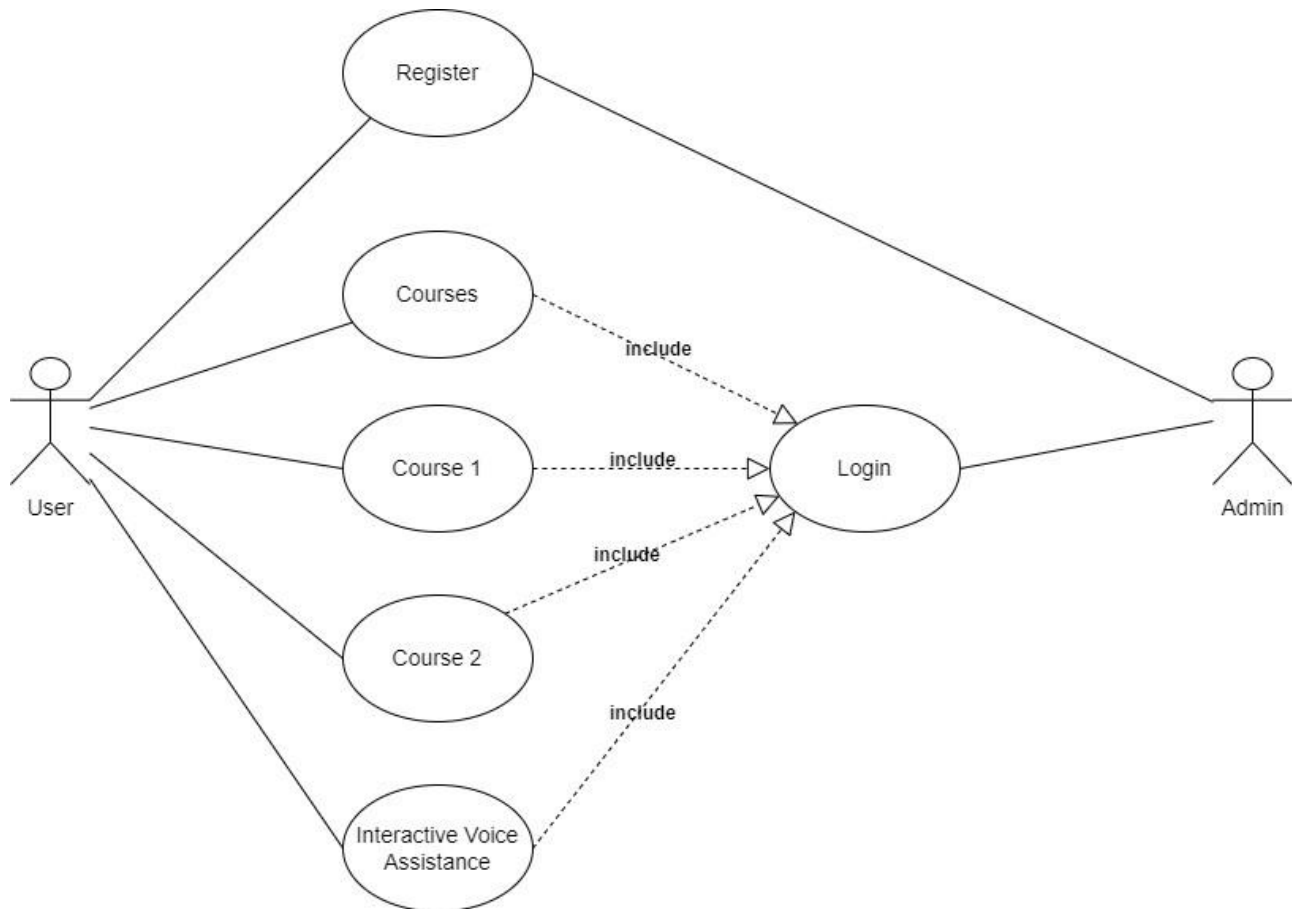 Register
Courses
include
Course 1
include
Login
User
Admin
include
Course 2
include
Interactive Voice
Assistance